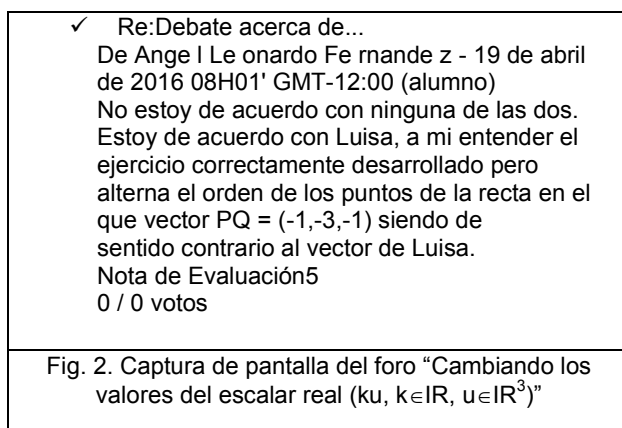 ✓ Re:Debate acerca de...
De Ange l Le onardo Fe rnande z - 19 de abril
de 2016 08H01' GMT-12:00 (alumno)
No estoy de acuerdo con ninguna de las dos.
Estoy de acuerdo con Luisa, a mi entender el
ejercicio correctamente desarrollado pero
alterna el orden de los puntos de la recta en el
que vector PQ = (-1,-3,-1) siendo de
sentido contrario al vector de Luisa.
Nota de Evaluación5
0 / 0 votos
Fig. 2. Captura de pantalla del foro “Cambiando los
valores del escalar real (ku, k∈IR, u∈IR³)”